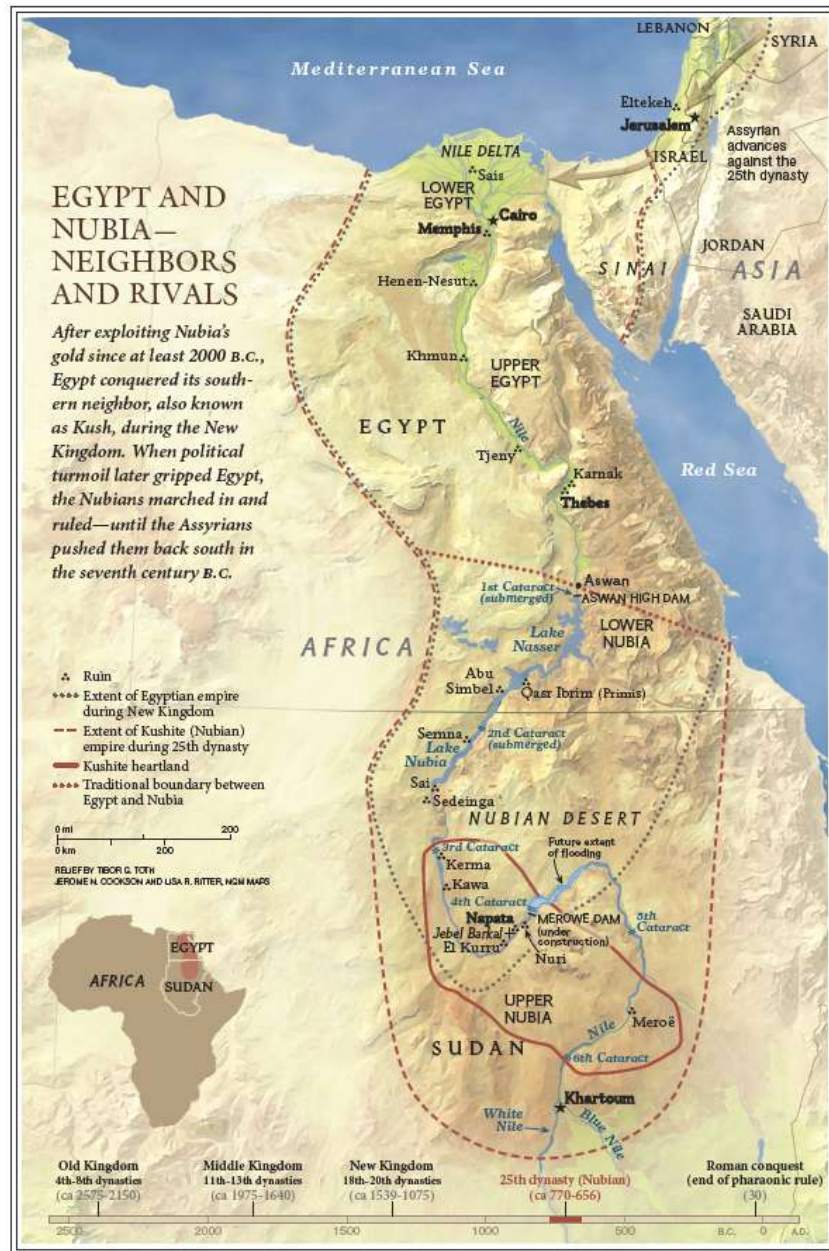 LEBANON
SYRIA
Mediterranean Sea
Eltekeh
Jerusalem
Assyrian
advances
against the
25th dynasty
ISRAEL
NILE DELTA
Sais
LOWER
EGYPT
Cairo
Memphis
JORDAN
SINAI
ASIA
SAUDI
ARABIA
EGYPT AND
NUBIA—
NEIGHBORS
AND RIVALS
After exploiting Nubia's
gold since at least 2000 B.C.,
Egypt conquered its south-
ern neighbor, also known
as Kush, during the New
Kingdom. When political
turmoil later gripped Egypt,
the Nubians marched in and
ruled—until the Assyrians
pushed them back south in
the seventh century B.C.
Henen-Nesut
Khmun
UPPER
EGYPT
EGYPT
Nile
Tjeny
Karnak
Thebes
Red Sea
Aswan
1st Cataract
(submerged)
ASWAN HIGH DAM
LOWER
NUBIA
Lake
Nasser
AFRICA
Abu
Simbel
Qasr Ibrim (Primis)
Semna
2nd Cataract
(submerged)
Lake
Nubia
Sai
Sedeinga
NUBIAN DESERT
Ruin
Extent of Egyptian empire
during New Kingdom
Extent of Kushite (Nubian)
empire during 25th dynasty
Kushite heartland
Traditional boundary between
Egypt and Nubia
0 mi 200
0 km 200
RELIEF BY TIBOR G. TOTH
JEROME N. COOKSON AND LISA R. RITTER, NGM MAPS
3rd Cataract
Kerma
Kawa
Future extent
of flooding
4th Cataract
Napata
MEROWE DAM
(under
construction)
Jebel Barkal
El Kurru
Nuri
5th
Cataract
UPPER
NUBIA
Meroë
Nile
SUDAN
6th Cataract
Khartoum
White
Nile
Blue Nile
EGYPT
AFRICA
SUDAN
Old Kingdom
4th-8th dynasties
(ca 2575-2150)
Middle Kingdom
11th-13th dynasties
(ca 1975-1640)
New Kingdom
18th-20th dynasties
(ca 1539-1075)
25th dynasty (Nubian)
(ca 770-656)
Roman conquest
(end of pharaonic rule)
(30)
2500 2000 1500 1000 500 B.C. 0 A.D.